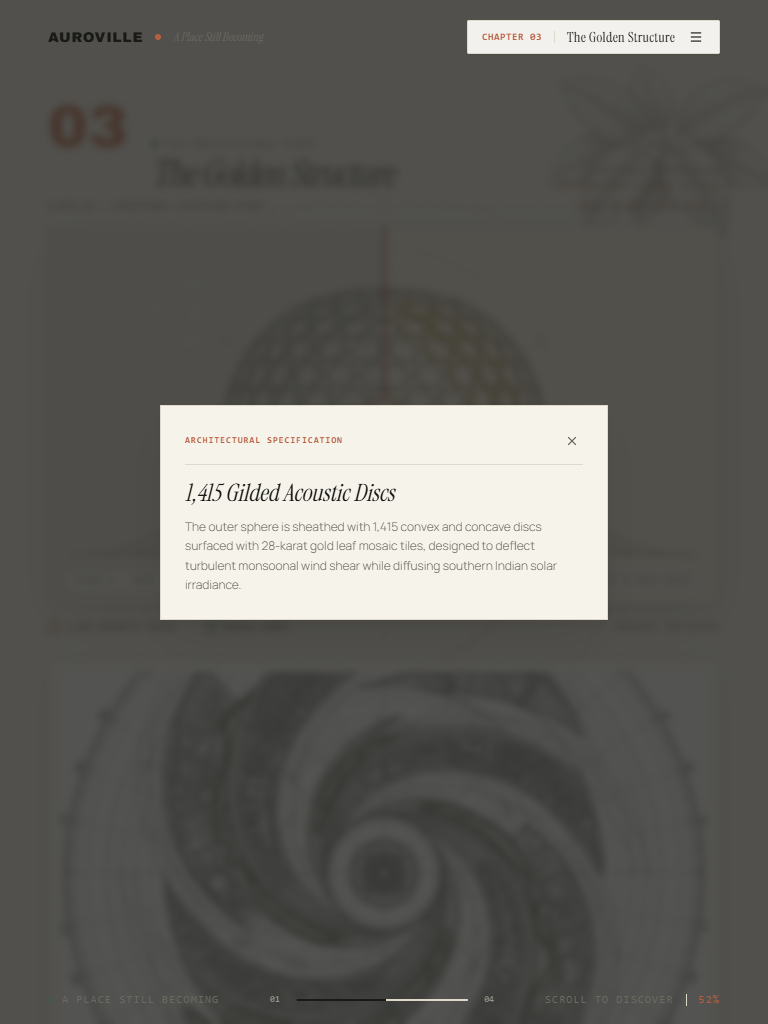 AUROVILLE
A Place Still Becoming
CHAPTER 03
The Golden Structure
03
The Golden Structure
ARCHITECTURAL SPECIFICATION
1,415 Gilded Acoustic Discs
The outer sphere is sheathed with 1,415 convex and concave discs
surfaced with 28-karat gold leaf mosaic tiles, designed to deflect
turbulent monsoonal wind shear while diffusing southern Indian solar
irradiance.
A PLACE STILL BECOMING
01
04
SCROLL TO DISCOVER
52%